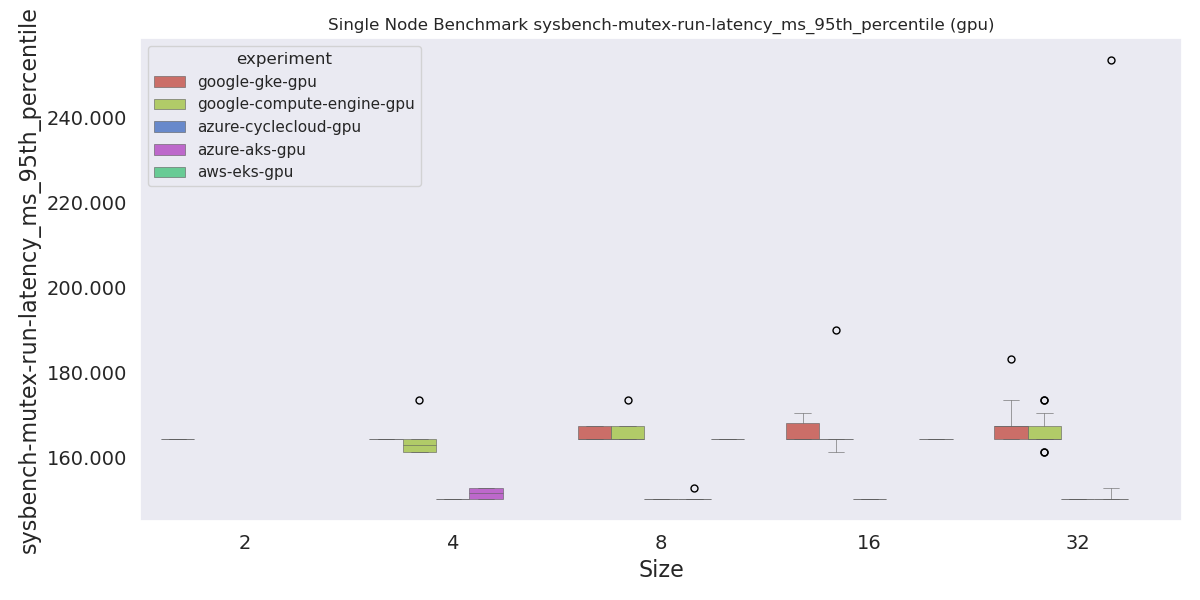 Single Node Benchmark sysbench-mutex-run-latency_ms_95th_percentile (gpu)
sysbench-mutex-run-latency_ms_95th_percentile
experiment
google-gke-gpu
google-compute-engine-gpu
azure-cyclecloud-gpu
azure-aks-gpu
aws-eks-gpu
240.000
220.000
200.000
180.000
160.000
2 4 8 16 32
Size